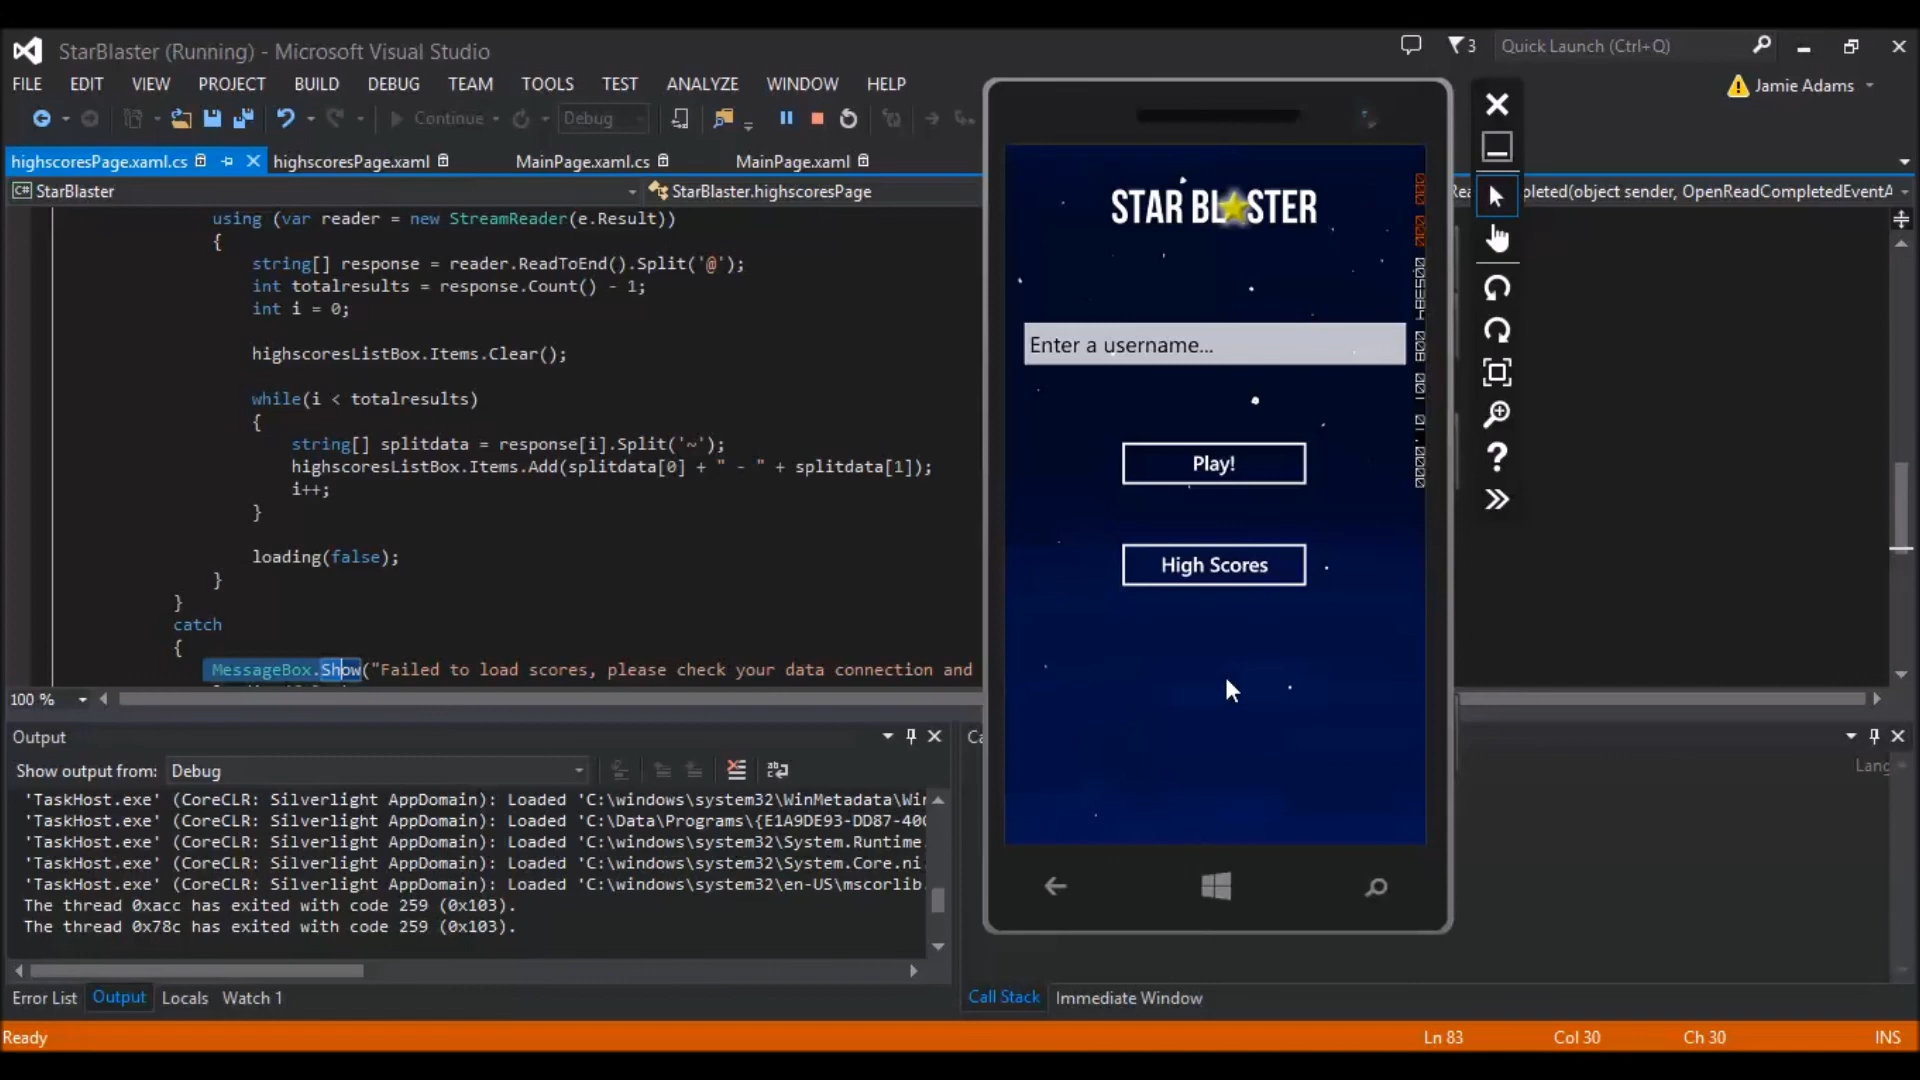 StarBlaster (Running) - Microsoft Visual Studio
3
Quick Launch (Ctrl+Q)
FILE EDIT VIEW PROJECT BUILD DEBUG TEAM TOOLS TEST ANALYZE WINDOW HELP
Jamie Adams
Continue
Debug
highscoresPage.xaml.cs highscoresPage.xaml MainPage.xaml.cs MainPage.xaml
C# StarBlaster
StarBlaster.highscoresPage
pleted(object sender, OpenReadCompletedEventA
using (var reader = new StreamReader(e.Result))
{
string[] response = reader.ReadToEnd().Split('@');
int totalresults = response.Count() - 1;
int i = 0;
highscoresListBox.Items.Clear();
while(i < totalresults)
{
string[] splitdata = response[i].Split('~');
highscoresListBox.Items.Add(splitdata[0] + " - " + splitdata[1]);
i++;
}
loading(false);
}
}
catch
{
MessageBox.Show("Failed to load scores, please check your data connection and
100 %
STAR BLASTER
Enter a username...
Play!
High Scores
Output
Show output from: Debug
'TaskHost.exe' (CoreCLR: Silverlight AppDomain): Loaded 'C:\windows\system32\WinMetadata\Wi
'TaskHost.exe' (CoreCLR: Silverlight AppDomain): Loaded 'C:\Data\Programs\{E1A9DE93-DD87-40
'TaskHost.exe' (CoreCLR: Silverlight AppDomain): Loaded 'C:\windows\system32\System.Runtime.
'TaskHost.exe' (CoreCLR: Silverlight AppDomain): Loaded 'C:\windows\system32\System.Core.ni.
'TaskHost.exe' (CoreCLR: Silverlight AppDomain): Loaded 'C:\windows\system32\en-US\mscorlib.
The thread 0xacc has exited with code 259 (0x103).
The thread 0x78c has exited with code 259 (0x103).
Ca
Lang
Error List Output Locals Watch 1
Call Stack Immediate Window
Ready
Ln 83 Col 30 Ch 30 INS